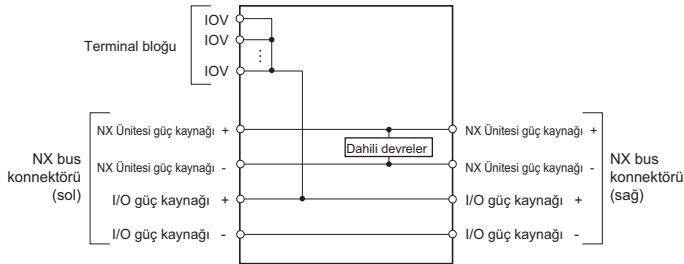 IOV
IOV
Terminal bloğu
⋮
IOV
NX Ünitesi güç kaynağı +
NX Ünitesi güç kaynağı +
Dahili devreler
NX bus
konnektörü
(sol)
NX Ünitesi güç kaynağı -
NX Ünitesi güç kaynağı -
NX bus
konnektörü
(sağ)
I/O güç kaynağı +
I/O güç kaynağı +
I/O güç kaynağı -
I/O güç kaynağı -